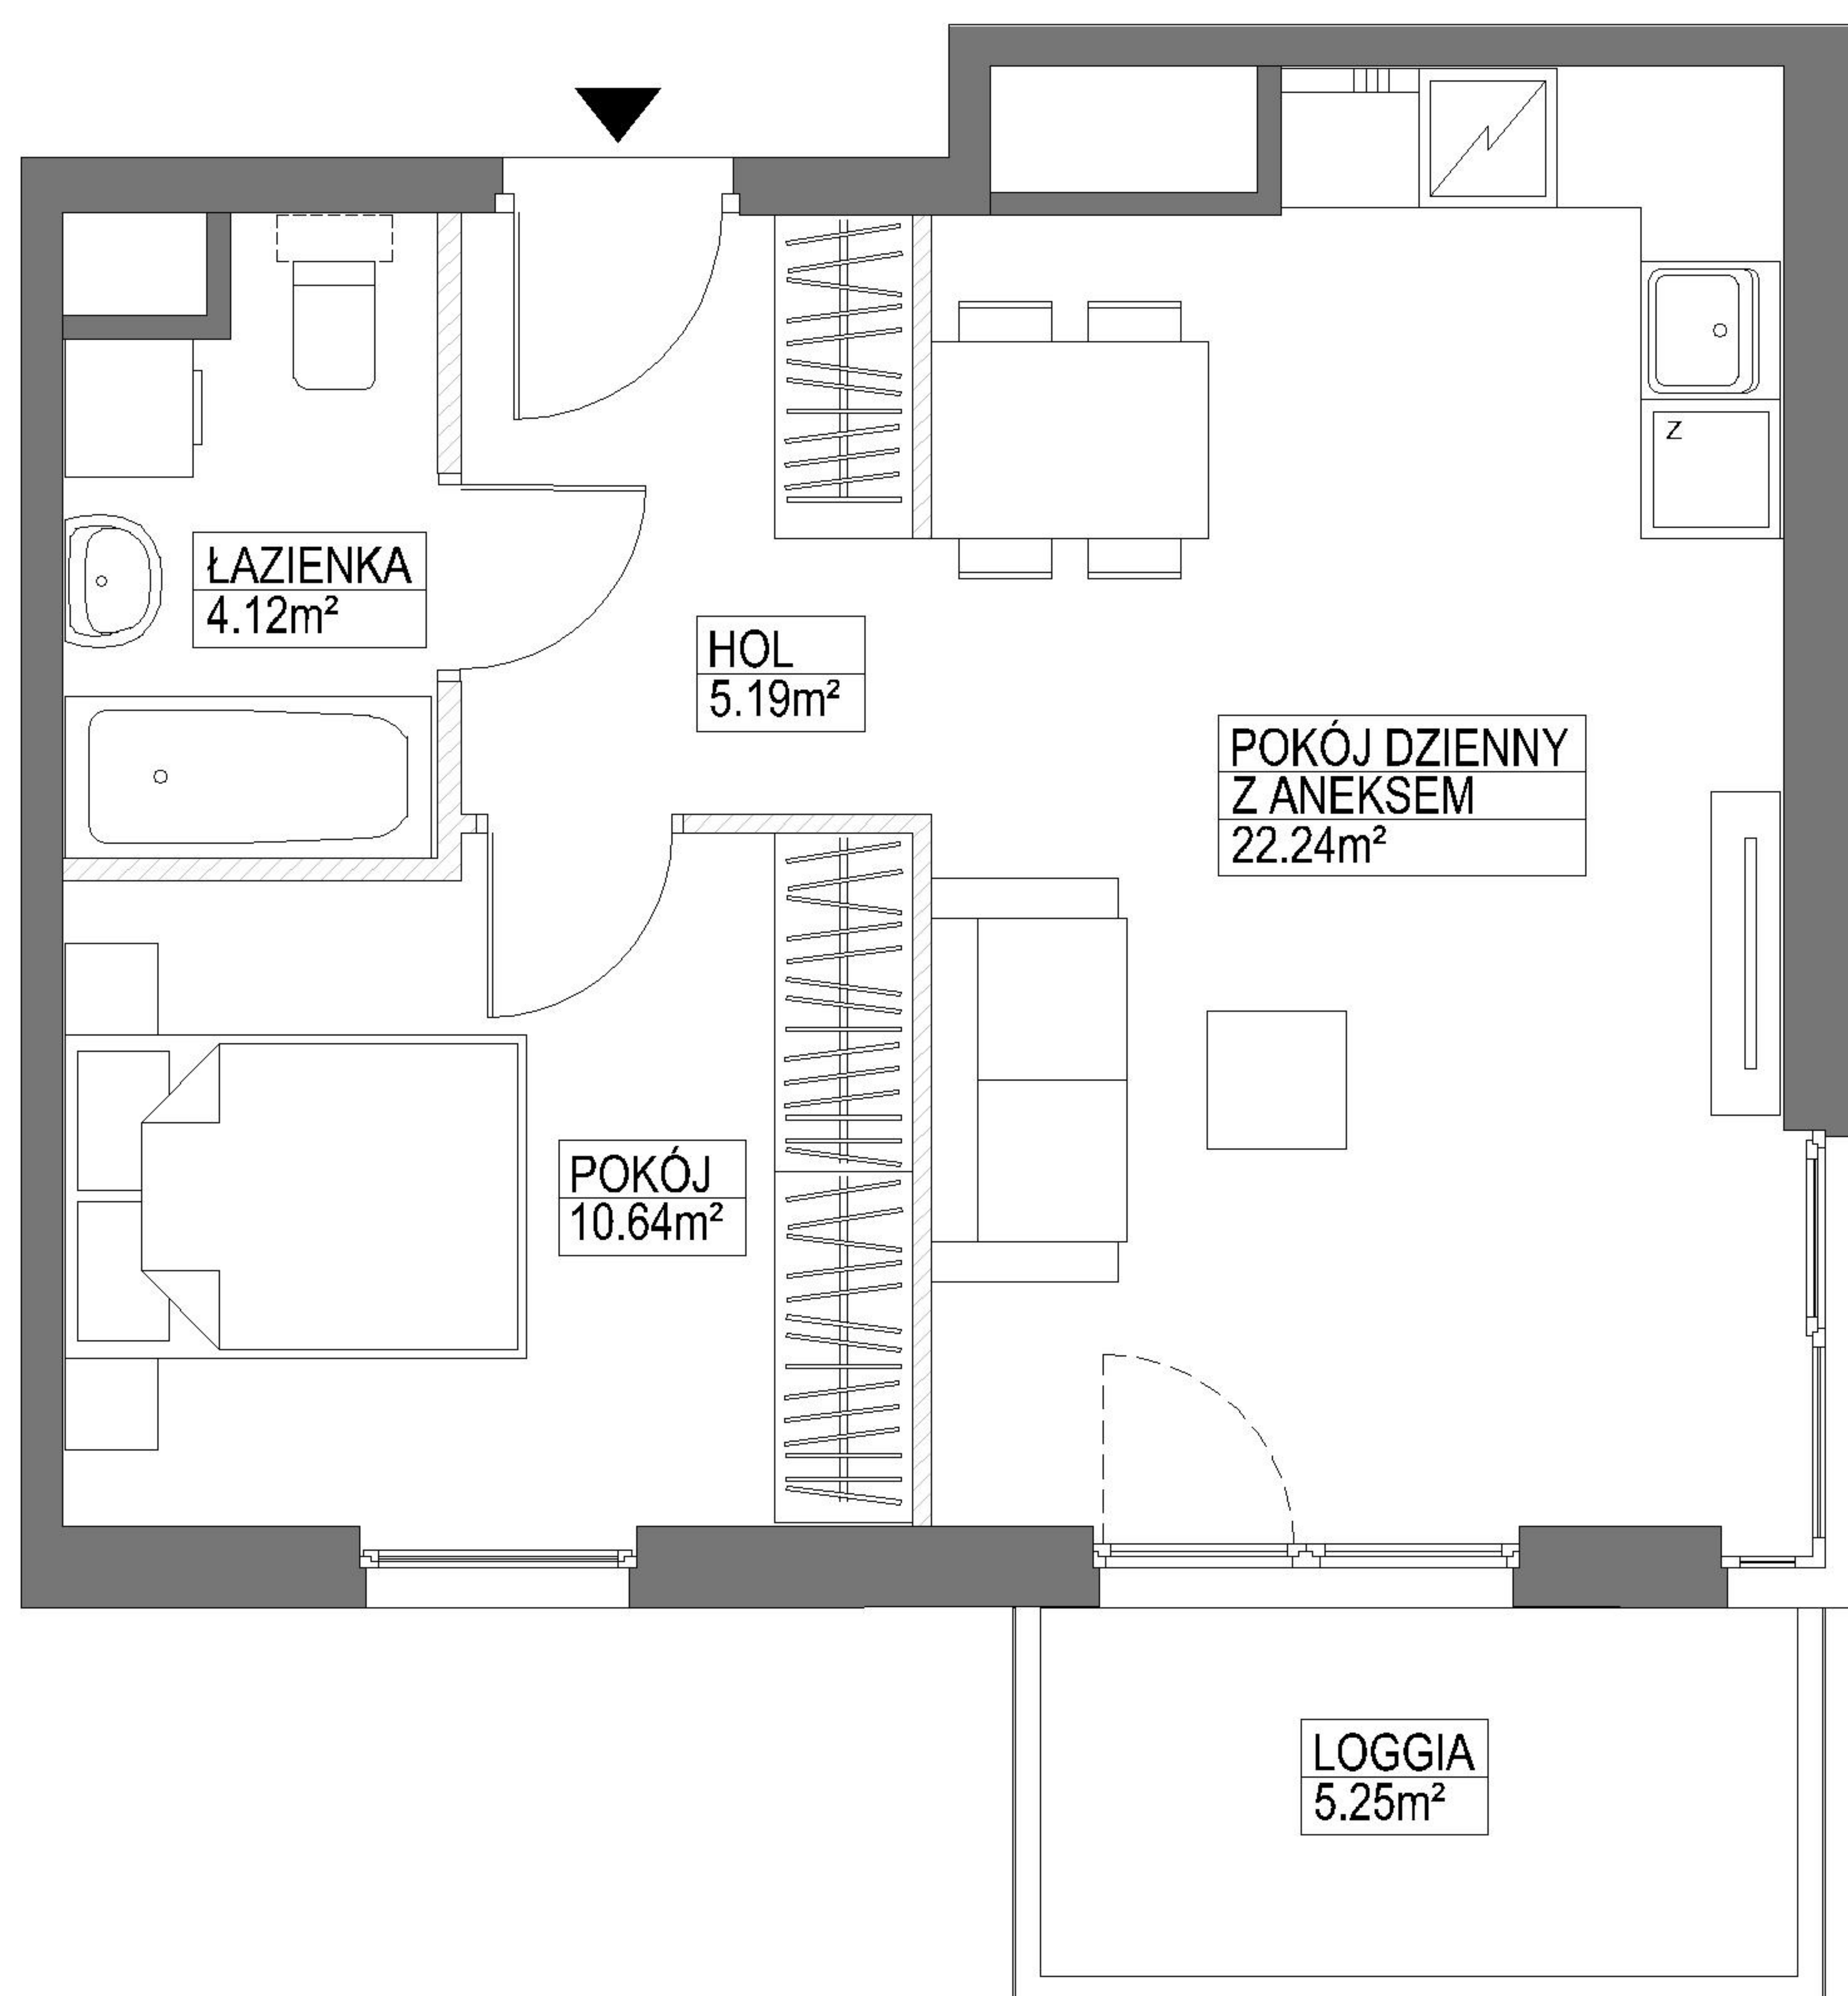 Z
ŁAZIENKA
4.12m²
HOL
5.19m²
POKÓJ DZIENNY
Z ANEKSEM
22.24m²
POKÓJ
10.64m²
LOGGIA
5.25m²